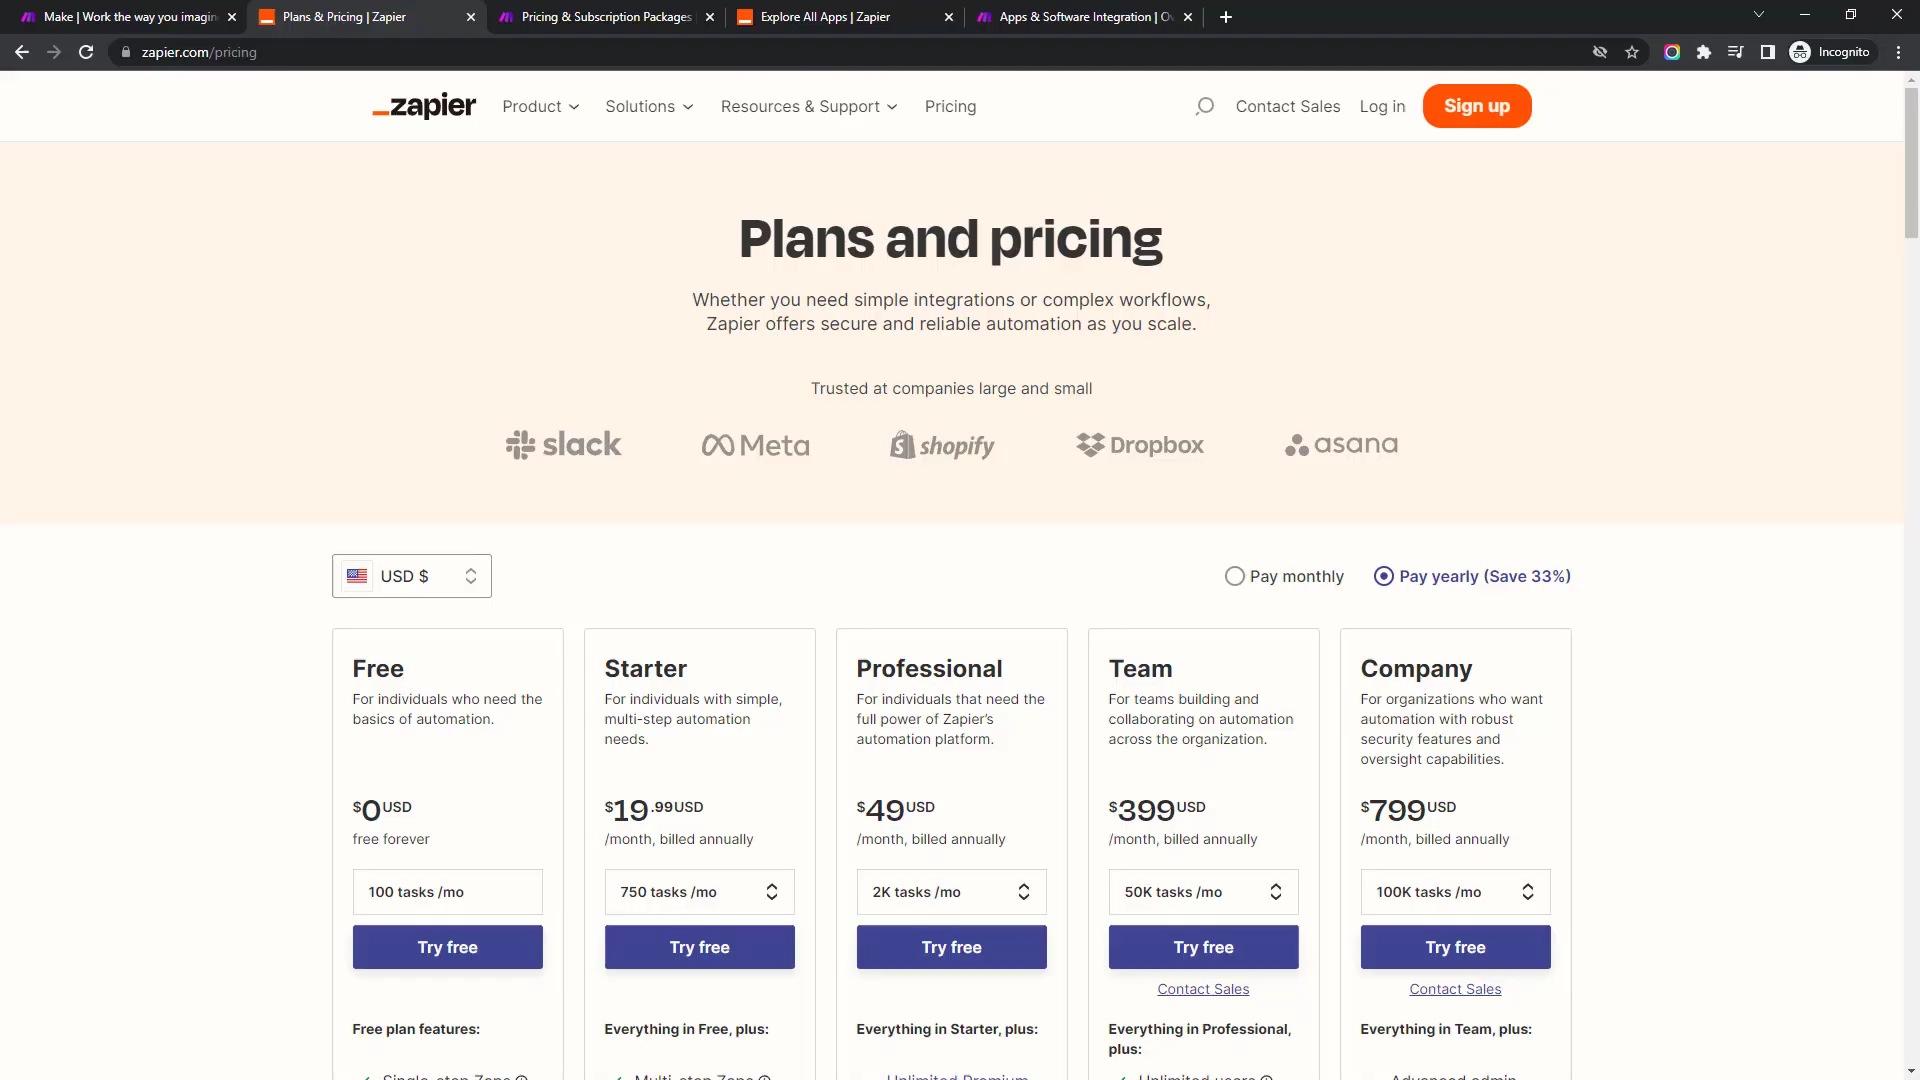 Make | Work the way you imagin
Plans & Pricing | Zapier
Pricing & Subscription Packages
Explore All Apps | Zapier
Apps & Software Integration | O
zapier.com/pricing
Incognito
zapier
Product
Solutions
Resources & Support
Pricing
Contact Sales
Log in
Sign up
Plans and pricing
Whether you need simple integrations or complex workflows,
Zapier offers secure and reliable automation as you scale.
Trusted at companies large and small
slack
Meta
shopify
Dropbox
asana
USD $
Pay monthly
Pay yearly (Save 33%)
Free
For individuals who need the
basics of automation.
$0 USD
free forever
100 tasks /mo
Try free
Free plan features:
Single-step Zaps
Starter
For individuals with simple,
multi-step automation
needs.
$19.99 USD
/month, billed annually
750 tasks /mo
Try free
Everything in Free, plus:
Multi-step Zaps
Professional
For individuals that need the
full power of Zapier’s
automation platform.
$49 USD
/month, billed annually
2K tasks /mo
Try free
Everything in Starter, plus:
Unlimited Premium
Team
For teams building and
collaborating on automation
across the organization.
$399 USD
/month, billed annually
50K tasks /mo
Try free
Contact Sales
Everything in Professional,
plus:
Unlimited users
Company
For organizations who want
automation with robust
security features and
oversight capabilities.
$799 USD
/month, billed annually
100K tasks /mo
Try free
Contact Sales
Everything in Team, plus:
Advanced admin